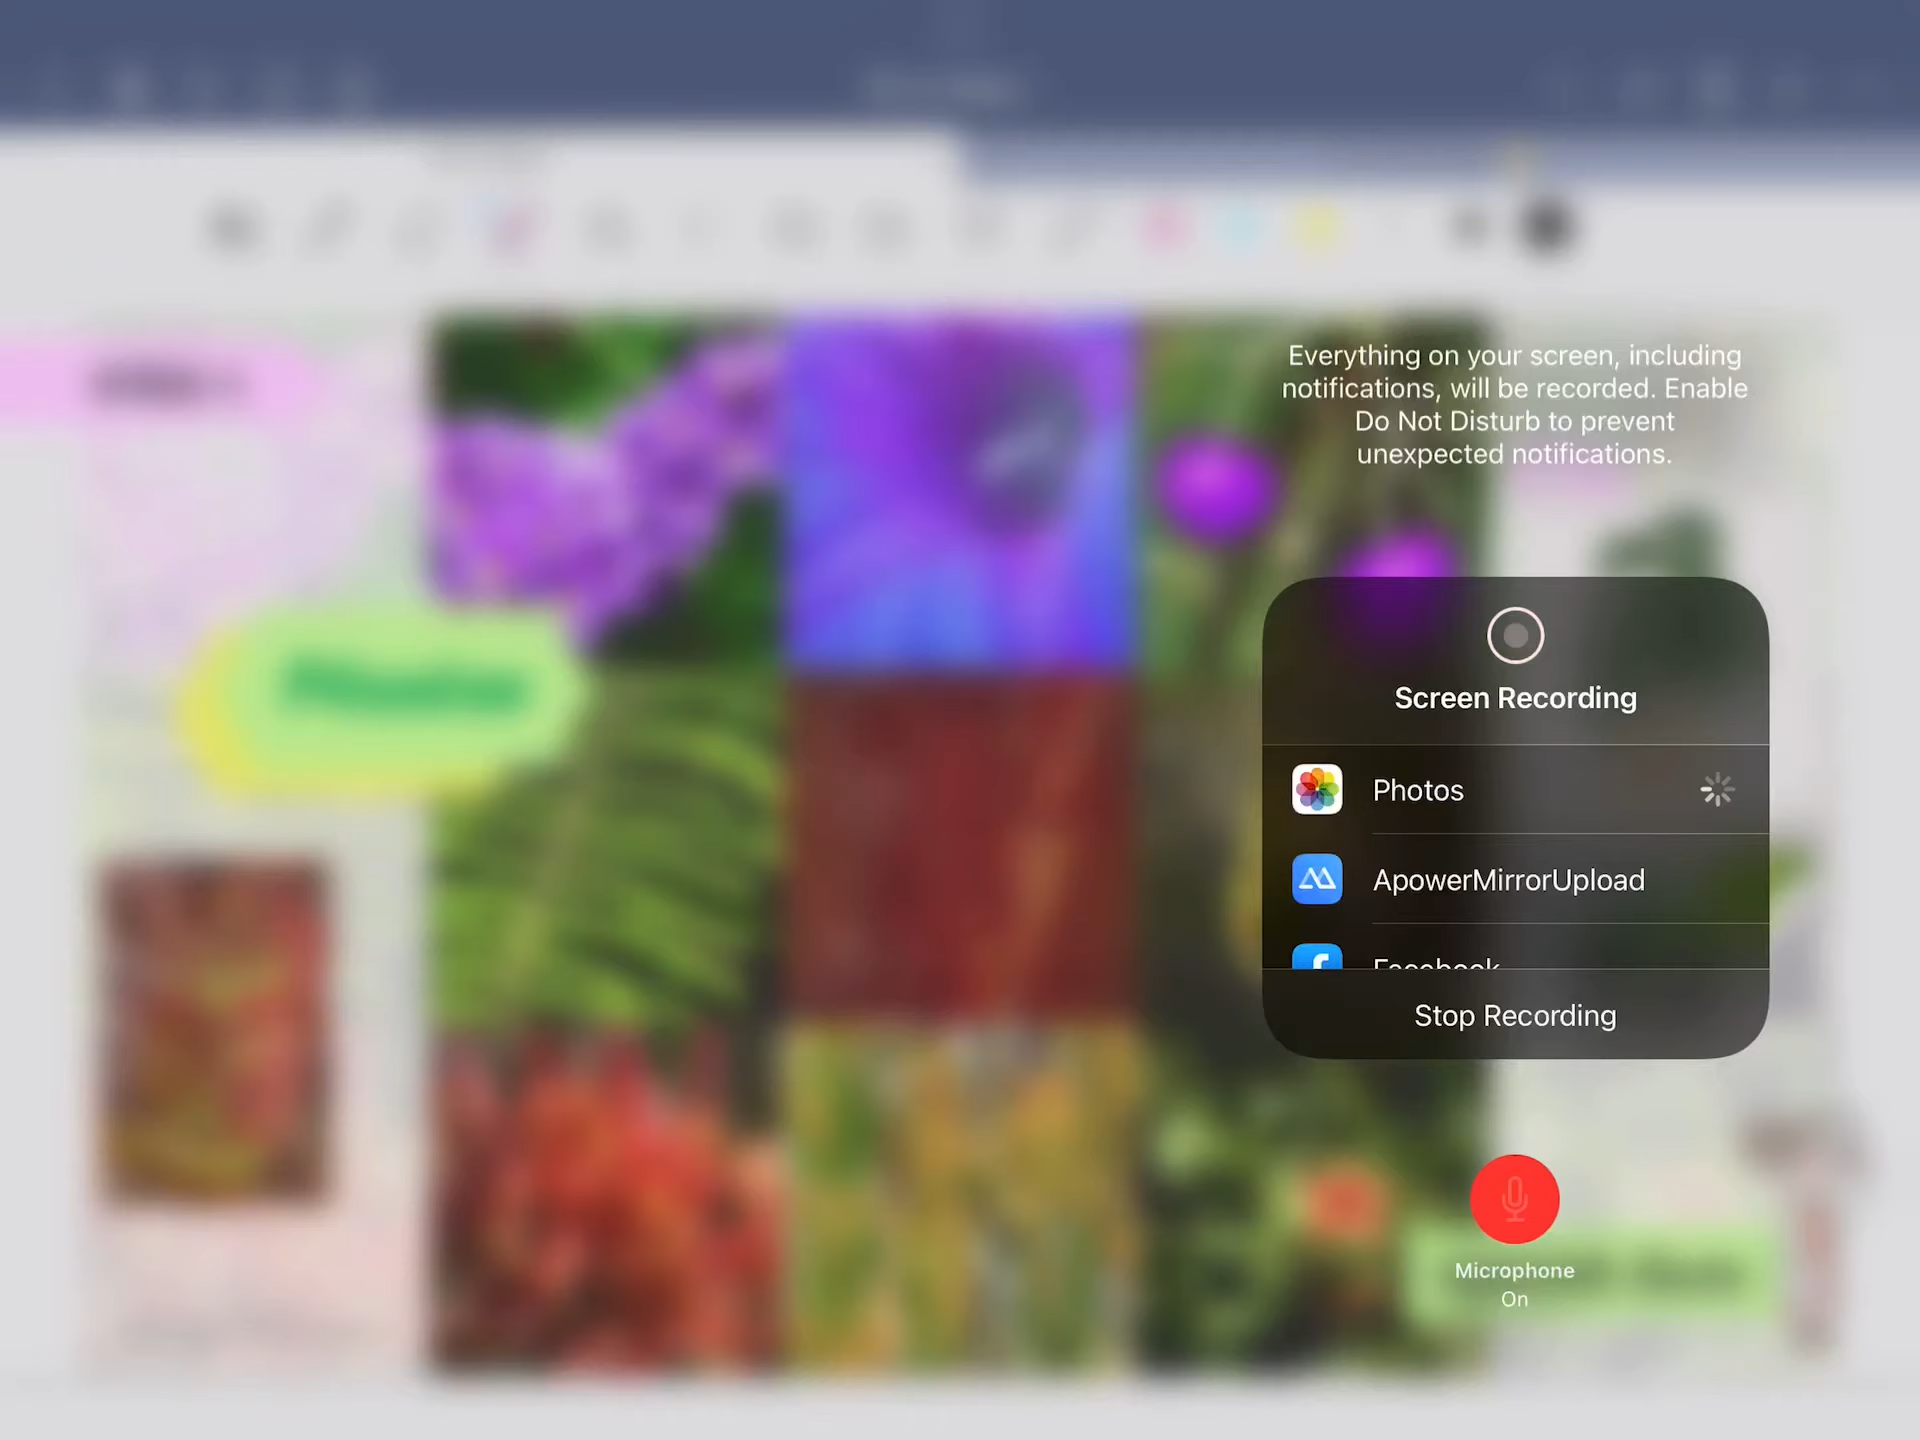 Everything on your screen, including
notifications, will be recorded. Enable
Do Not Disturb to prevent
unexpected notifications.
Screen Recording
Photos
ApowerMirrorUpload
Facebook
Stop Recording
Microphone
On